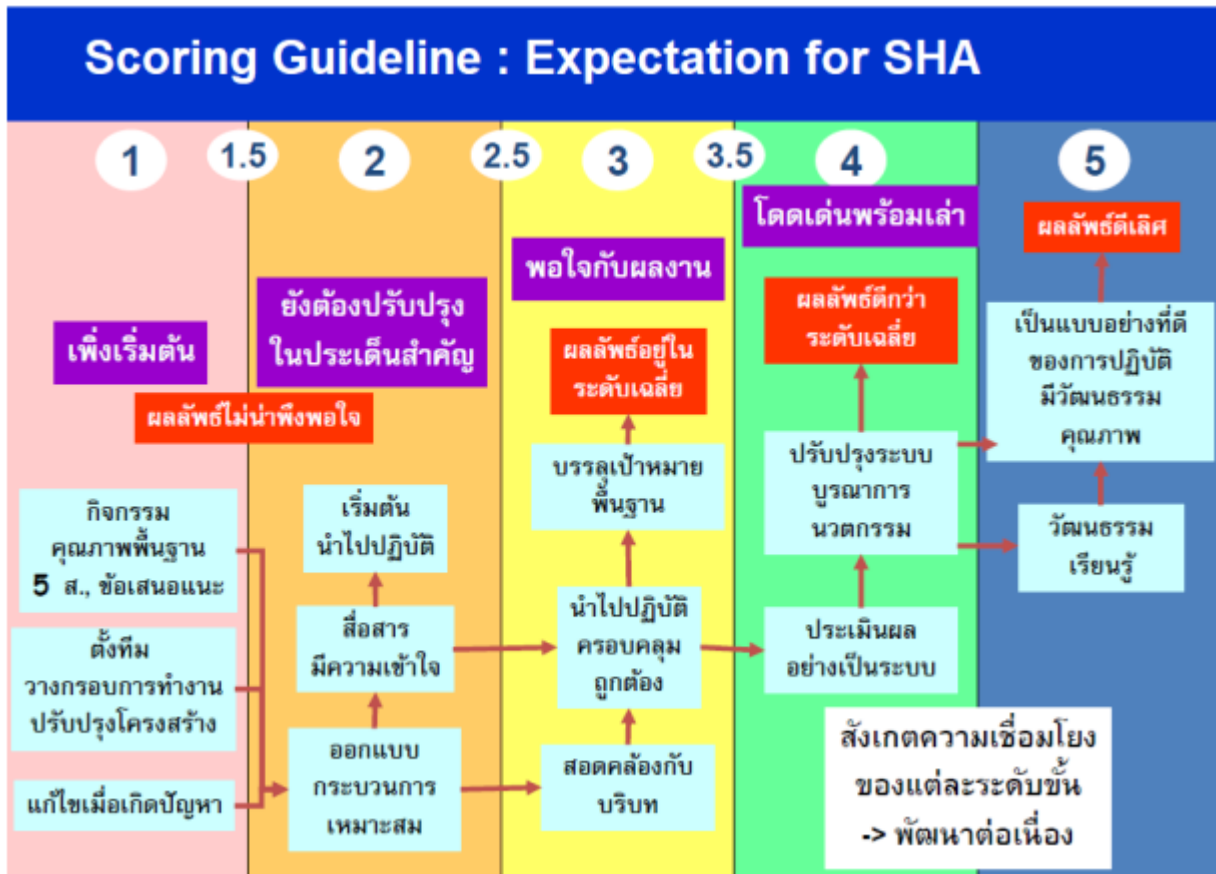 Scoring Guideline : Expectation for SHA
1
1.5
2
2.5
3
3.5
4
5
เพิ่งเริ่มต้น
ผลลัพธ์ไม่น่าพึงพอใจ
กิจกรรม
คุณภาพพื้นฐาน
5 ส., ข้อเสนอแนะ
ตั้งทีม
วางกรอบการทำงาน
ปรับปรุงโครงสร้าง
แก้ไขเมื่อเกิดปัญหา
ยังต้องปรับปรุง
ในประเด็นสำคัญ
เริ่มต้น
นำไปปฏิบัติ
สื่อสาร
มีความเข้าใจ
ออกแบบ
กระบวนการ
เหมาะสม
พอใจกับผลงาน
ผลลัพธ์อยู่ใน
ระดับเฉลี่ย
บรรลุเป้าหมาย
พื้นฐาน
นำไปปฏิบัติ
ครอบคลุม
ถูกต้อง
สอดคล้องกับ
บริบท
โดดเด่นพร้อมเล่า
ผลลัพธ์ดีกว่า
ระดับเฉลี่ย
ปรับปรุงระบบ
บูรณาการ
นวตกรรม
ประเมินผล
อย่างเป็นระบบ
ผลลัพธ์ดีเลิศ
เป็นแบบอย่างที่ดี
ของการปฏิบัติ
มีวัฒนธรรม
คุณภาพ
วัฒนธรรม
เรียนรู้
สังเกตความเชื่อมโยง
ของแต่ละระดับขั้น
-> พัฒนาต่อเนื่อง